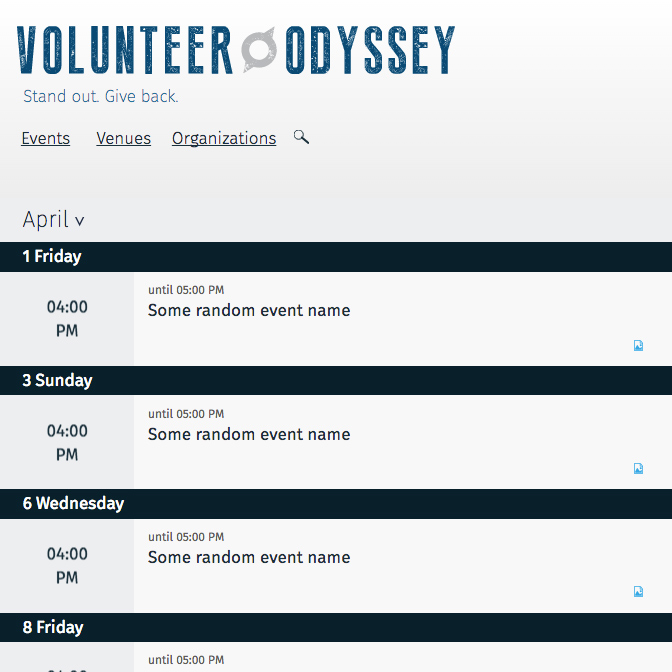 VOLUNTEER ODYSSEY
Stand out. Give back.
Events Venues Organizations
April v
1 Friday
until 05:00 PM
04:00
PM
Some random event name
3 Sunday
until 05:00 PM
04:00
PM
Some random event name
6 Wednesday
until 05:00 PM
04:00
PM
Some random event name
8 Friday
until 05:00 PM
04:00